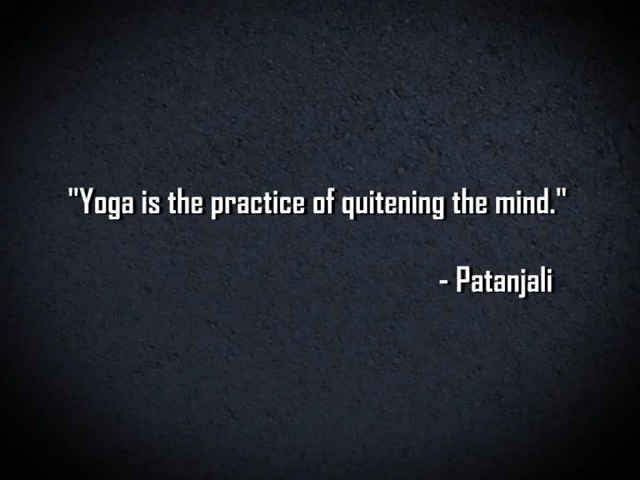 "Yoga is the practice of quitening the mind."
- Patanjali